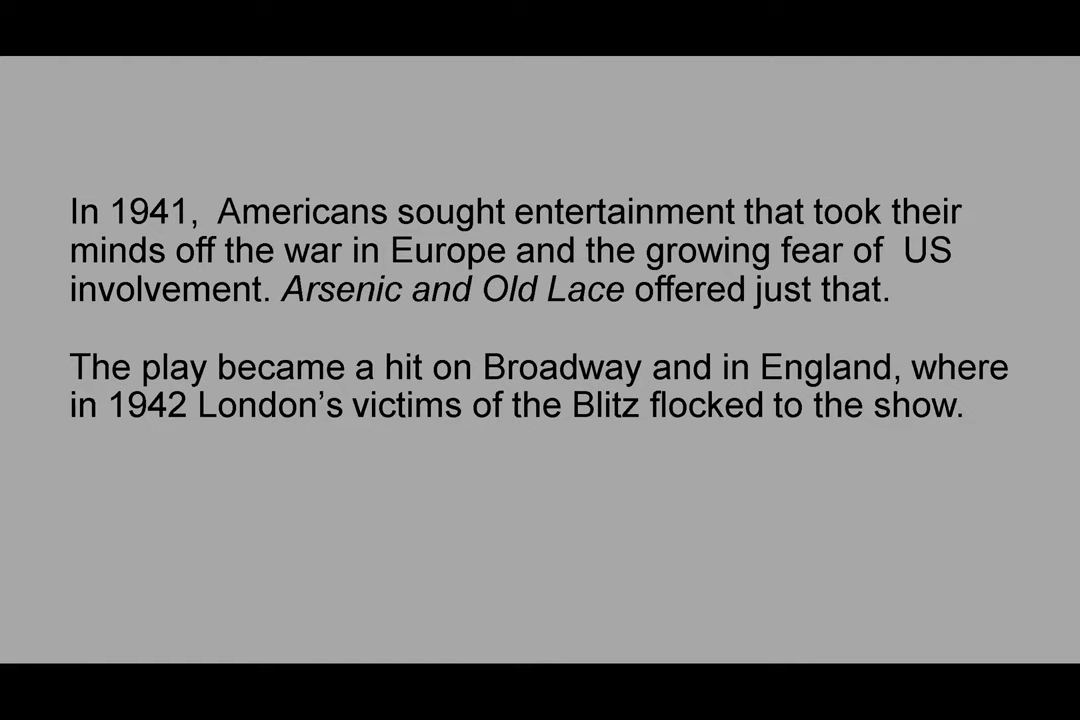 In 1941,  Americans sought entertainment that took their
minds off the war in Europe and the growing fear of  US
involvement. Arsenic and Old Lace offered just that.
The play became a hit on Broadway and in England, where
in 1942 London’s victims of the Blitz flocked to the show.